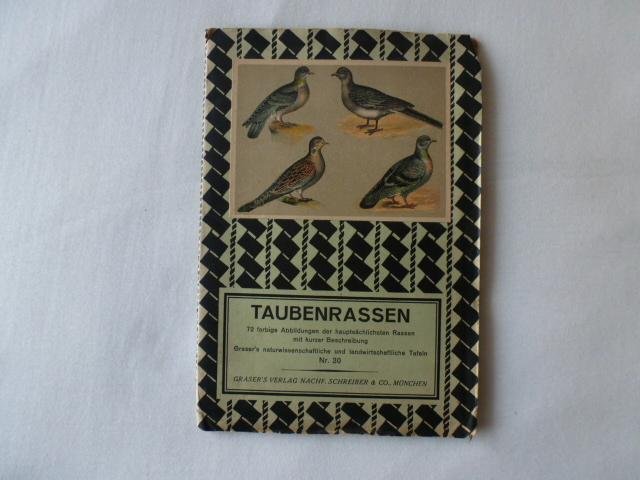 TAUBENRASSEN
72 farbige Abbildungen der hauptsächlichsten Rassen
mit kurzer Beschreibung
Graser's naturwissenschaftliche und landwirtschaftliche Tafeln
Nr. 20
GRASER'S VERLAG NACHF. SCHREIBER & CO., MÜNCHEN